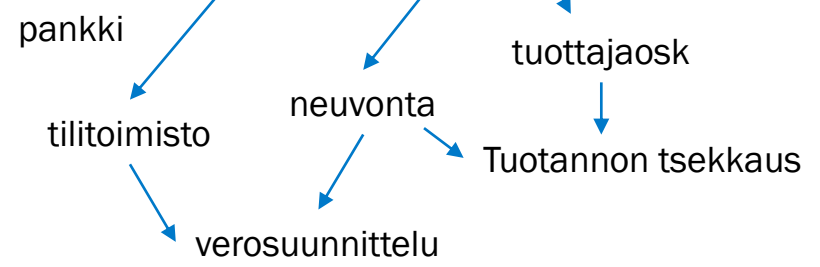 pankki
tuottajaosk
neuvonta
tilitoimisto
Tuotannon tsekkaus
verosuunnittelu